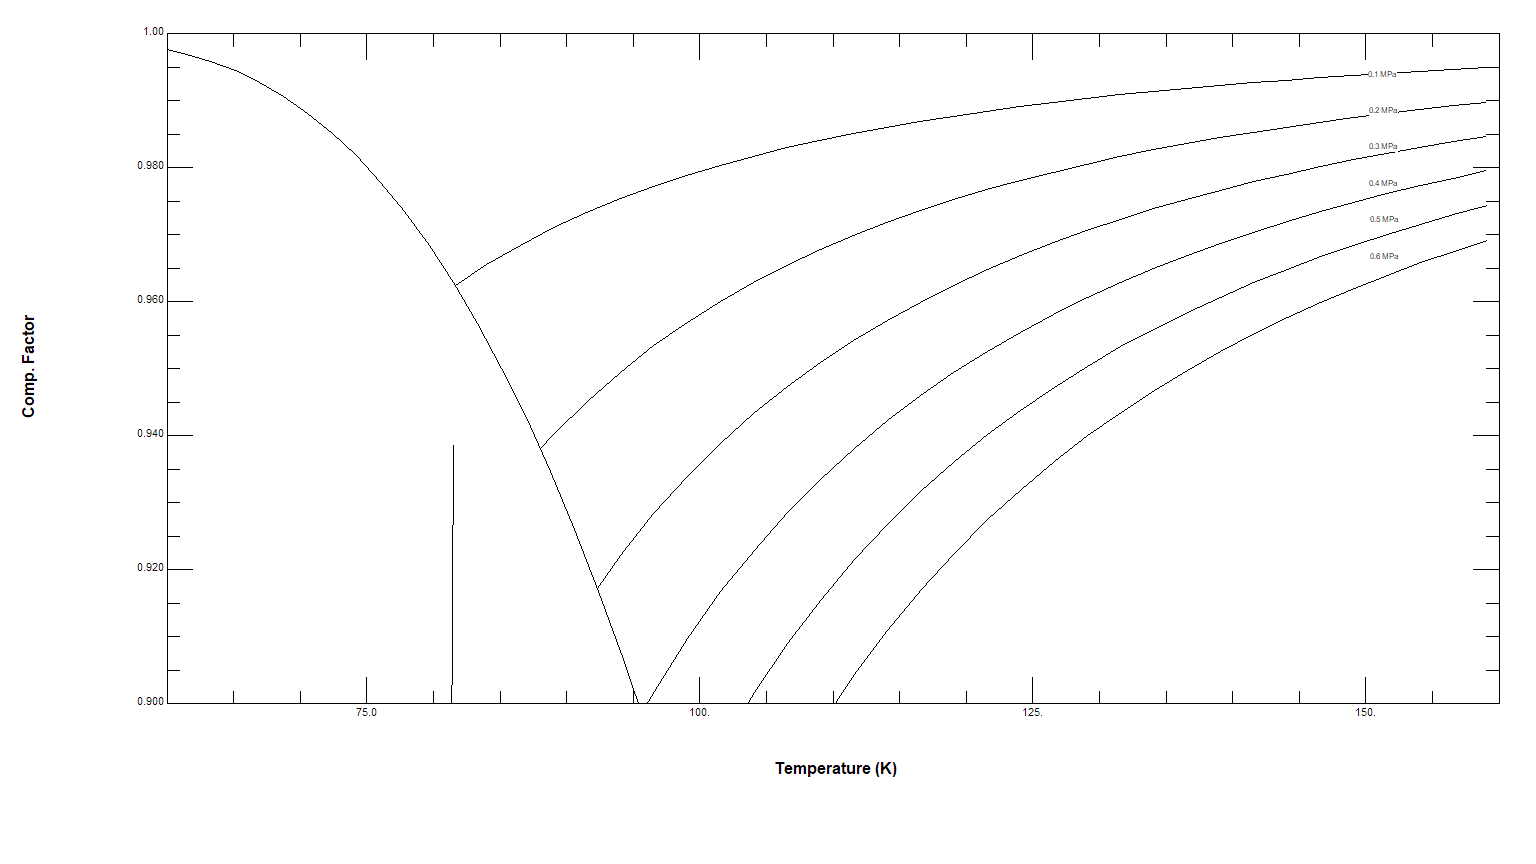 1.00
0.1 MPa
0.2 MPa
0.3 MPa
0.980
0.4 MPa
0.5 MPa
0.6 MPa
0.960
Comp. Factor
0.940
0.920
0.900
75.0 100. 125. 150.
Temperature (K)